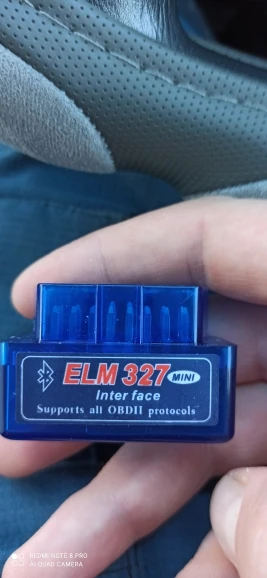 ELM 327 MINI
Inter face
Supports all OBDII protocols
REDMI NOTE 8 PRO
AI QUAD CAMERA